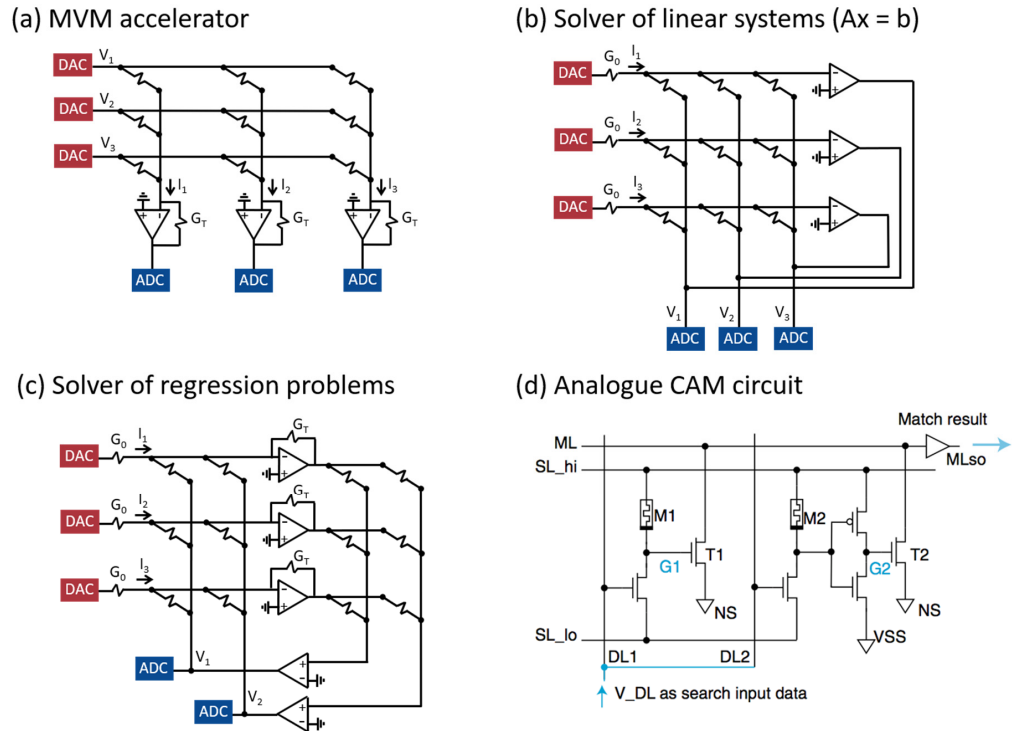 (a) MVM accelerator
DAC V₁
DAC V₂
DAC V₃
I₁ I₂ I₃
+ − Gₜ + − Gₜ + − Gₜ
ADC ADC ADC
(b) Solver of linear systems (Ax = b)
DAC G₀ I₁ − +
DAC G₀ I₂ − +
DAC G₀ I₃ − +
V₁ V₂ V₃
ADC ADC ADC
(c) Solver of regression problems
Gₜ
DAC G₀ I₁ − +
Gₜ
DAC G₀ I₂ − +
Gₜ
DAC G₀ I₃ − +
ADC V₁ + −
ADC V₂ + −
(d) Analogue CAM circuit
Match result
ML
MLso
SL_hi
M1 M2
T1 T2
G1 G2
NS NS
SL_lo
VSS
DL1 DL2
V_DL as search input data